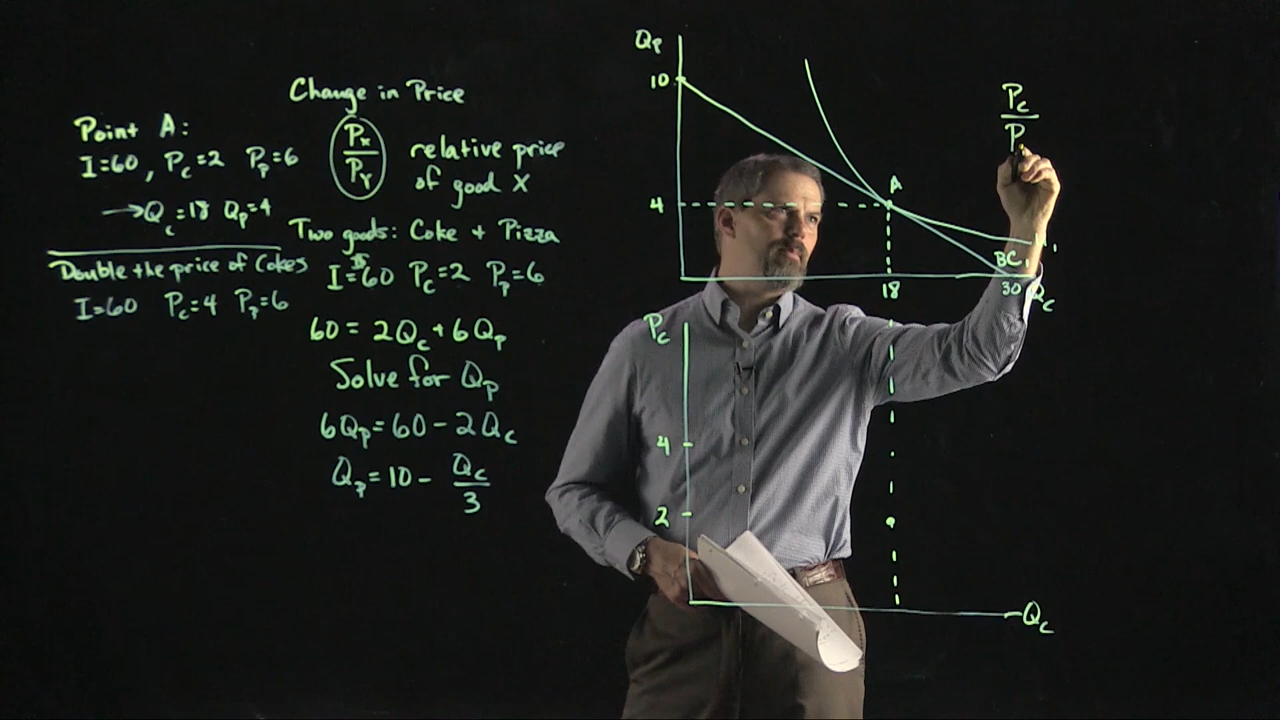 Point A:
I=60, Pc=2 Pp=6
→Qc=18 Qp=4
Double the price of Cokes
I=60 Pc=4 Pp=6
Change in Price
Px/Py relative price
of good X
Two goods: Coke + Pizza
I=$60 Pc=2 Pp=6
60 = 2Qc + 6Qp
Solve for Qp
6Qp = 60 - 2Qc
Qp = 10 - Qc/3
Qp
10
4
A
BC1
18
30
Qc
Pc
P
Pc
4
2
Qc